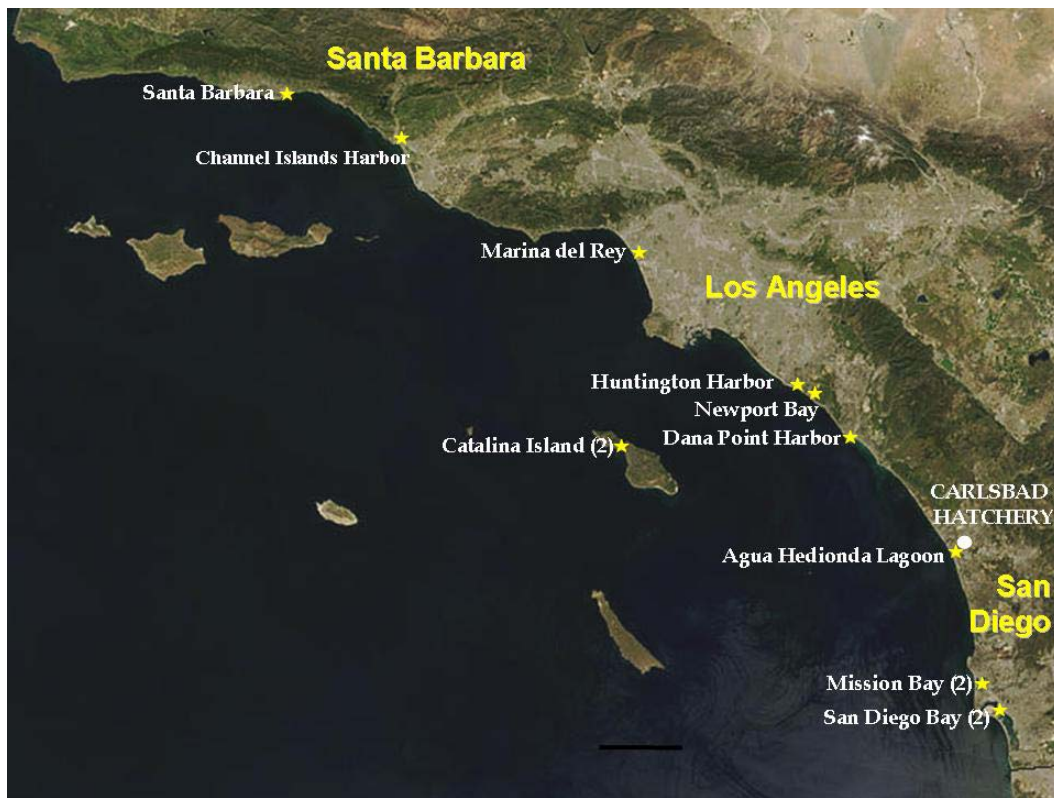 Santa Barbara
Santa Barbara
Channel Islands Harbor
Marina del Rey
Los Angeles
Huntington Harbor
Newport Bay
Dana Point Harbor
Catalina Island (2)
CARLSBAD
HATCHERY
Agua Hedionda Lagoon
San
Diego
Mission Bay (2)
San Diego Bay (2)